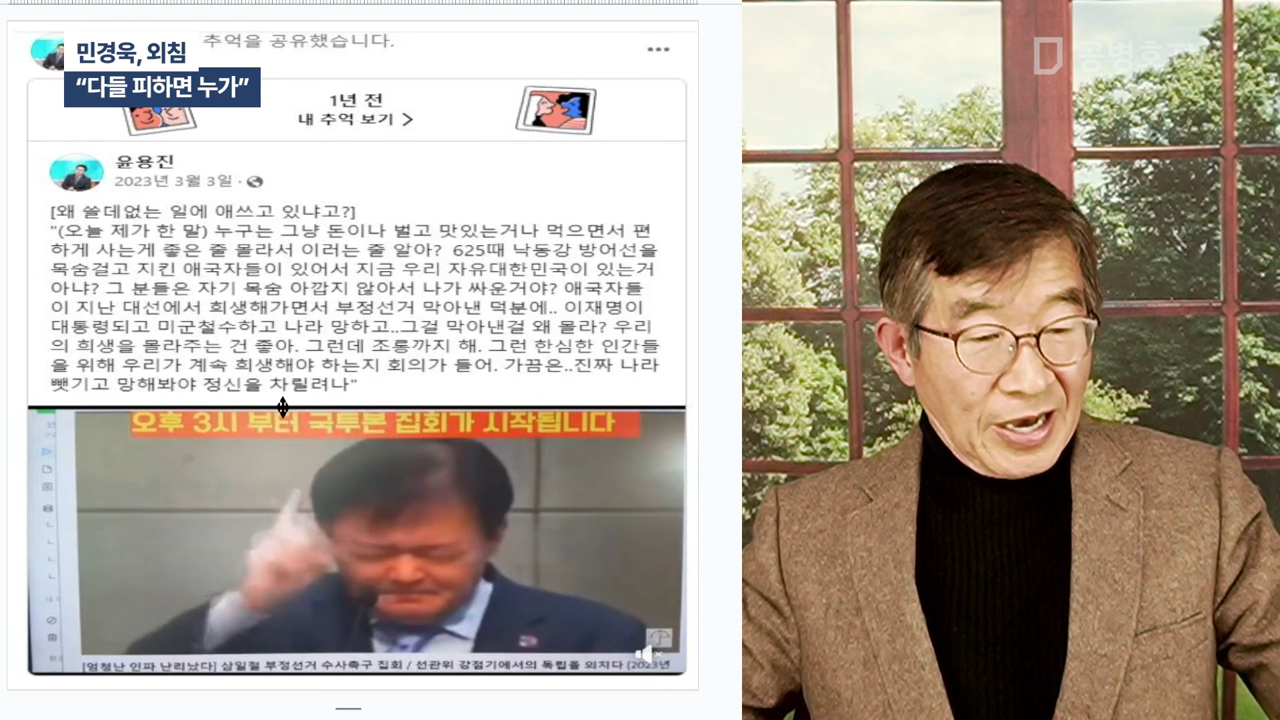 민경욱, 외침
“다들 피하면 누가”
추억을 공유했습니다.
1년 전
내 추억 보기 >
공병호
윤용진
2023년 3월 3일 ·
[왜 쓸데없는 일에 애쓰고 있냐고?]
"(오늘 제가 한 말) 누구는 그냥 돈이나 벌고 맛있는거나 먹으면서 편
하게 사는게 좋은 줄 몰라서 이러는 줄 알아? 625때 낙동강 방어선을
목숨걸고 지킨 애국자들이 있어서 지금 우리 자유대한민국이 있는거
아냐? 그 분들은 자기 목숨 아깝지 않아서 나가 싸운거야? 애국자들
이 지난 대선에서 희생해가면서 부정선거 막아낸 덕분에.. 이재명이
대통령되고 미군철수하고 나라 망하고..그걸 막아낸걸 왜 몰라? 우리
의 희생을 몰라주는 건 좋아. 그런데 조롱까지 해. 그런 한심한 인간들
을 위해 우리가 계속 희생해야 하는지 회의가 들어. 가끔은..진짜 나라
뺏기고 망해봐야 정신을 차릴려나"
오후 3시 부터 국투본 집회가 시작됩니다
[엄청난 인파 난리났다] 삼일절 부정선거 수사촉구 집회 / 선관위 강점기에서의 독립을 외치다 (2023년